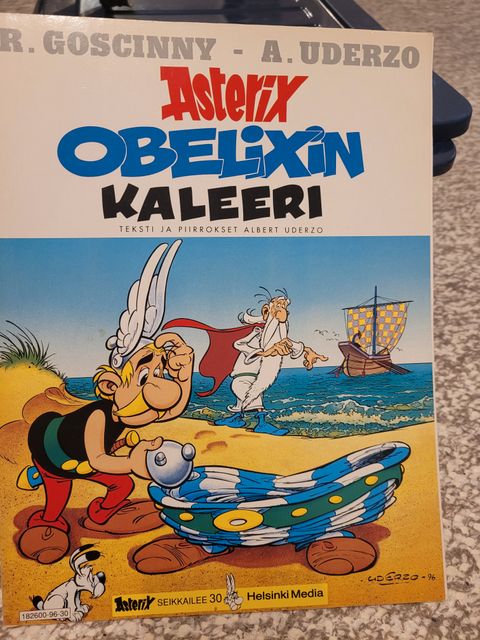 R. GOSCINNY - A. UDERZO
Asterix
OBELIXIN
KALEERI
TEKSTI JA PIIRROKSET ALBERT UDERZO
UDERZO -96
Asterix SEIKKAILEE 30 Helsinki Media
182600-96-30